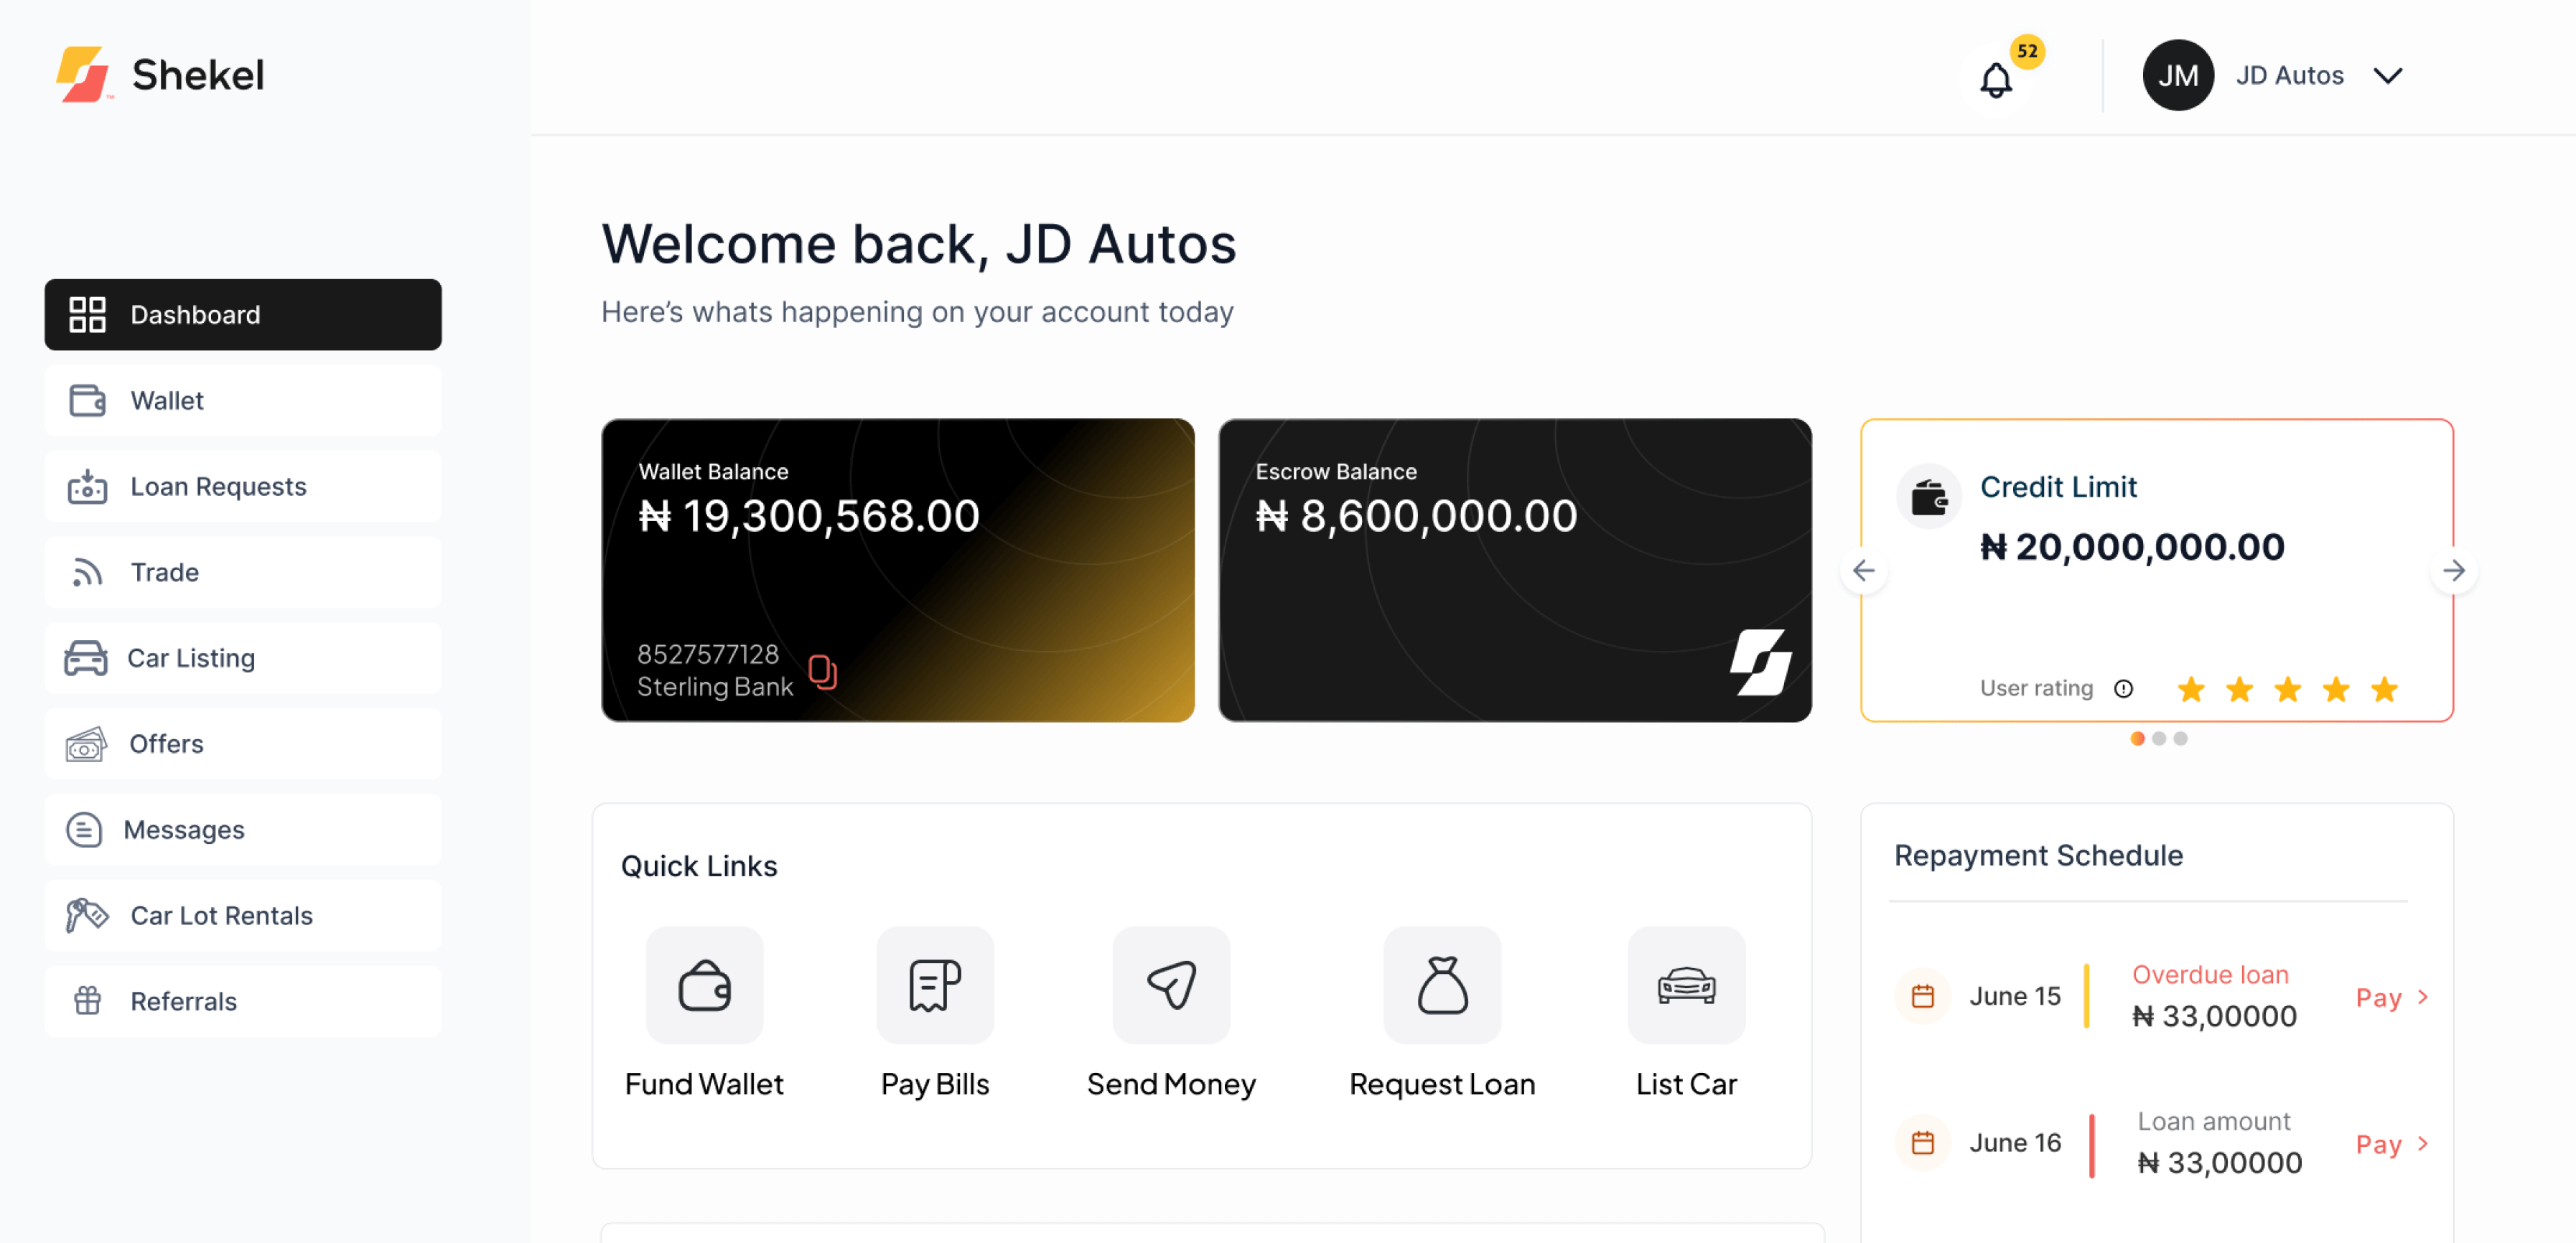 Shekel
52
JM
JD Autos
Welcome back, JD Autos
Here’s whats happening on your account today
Dashboard
Wallet
Loan Requests
Trade
Car Listing
Offers
Messages
Car Lot Rentals
Referrals
Wallet Balance
₦ 19,300,568.00
8527577128
Sterling Bank
Escrow Balance
₦ 8,600,000.00
Credit Limit
₦ 20,000,000.00
User rating
Quick Links
Fund Wallet
Pay Bills
Send Money
Request Loan
List Car
Repayment Schedule
June 15
Overdue loan
₦ 33,00000
Pay
June 16
Loan amount
₦ 33,00000
Pay